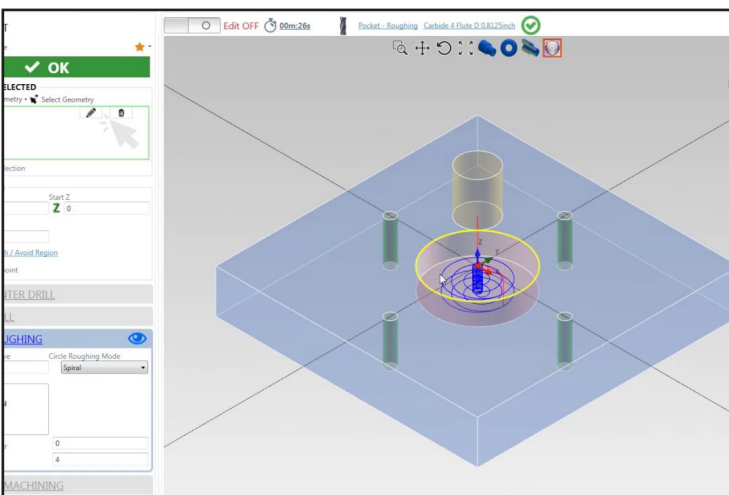 T
Edit OFF 00m:26s Pocket - Roughing Carbide 4 Flute D 0.8125inch
e
OK
ELECTED
metry • Select Geometry
lection
Start Z
Z 0
h / Avoid Region
oint
NTER DRILL
LL
UGHING
ve Circle Roughing Mode
Spiral
4
r 0
4
MACHINING
Z
Y
X